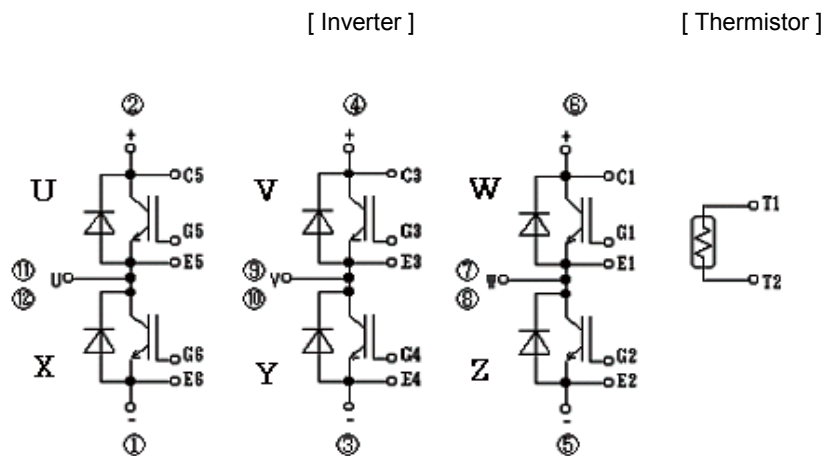 [ Inverter ] [ Thermistor ]
② ④ ⑥
+ + +
C5 C3 C1
U V W
T1
G5 G3 G1
E5 E3 E1
⑪ U ⑨ V ⑦ W
⑫ ⑩ ⑧
T2
G6 G4 G2
X Y Z
E6 E4 E2
- - -
① ③ ⑤